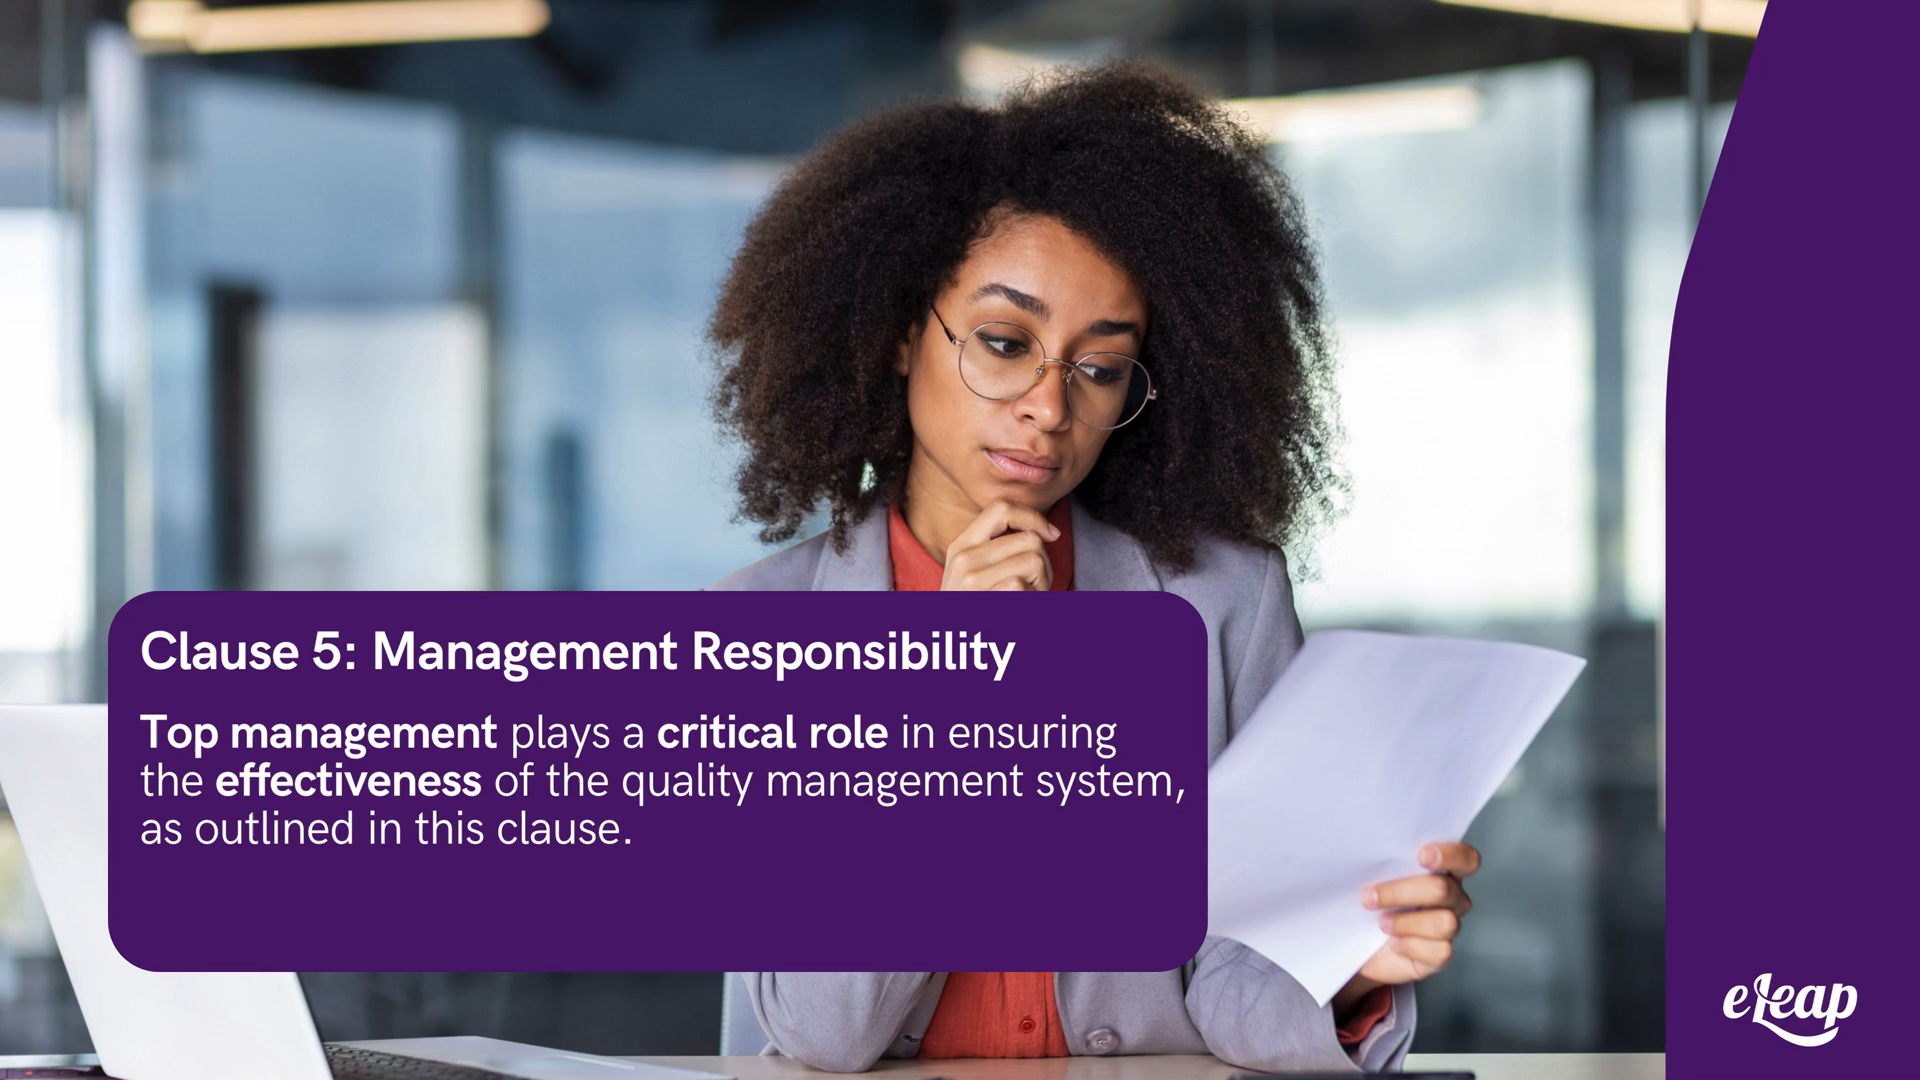 Clause 5: Management Responsibility
Top management plays a critical role in ensuring
the effectiveness of the quality management system,
as outlined in this clause.
eLeap